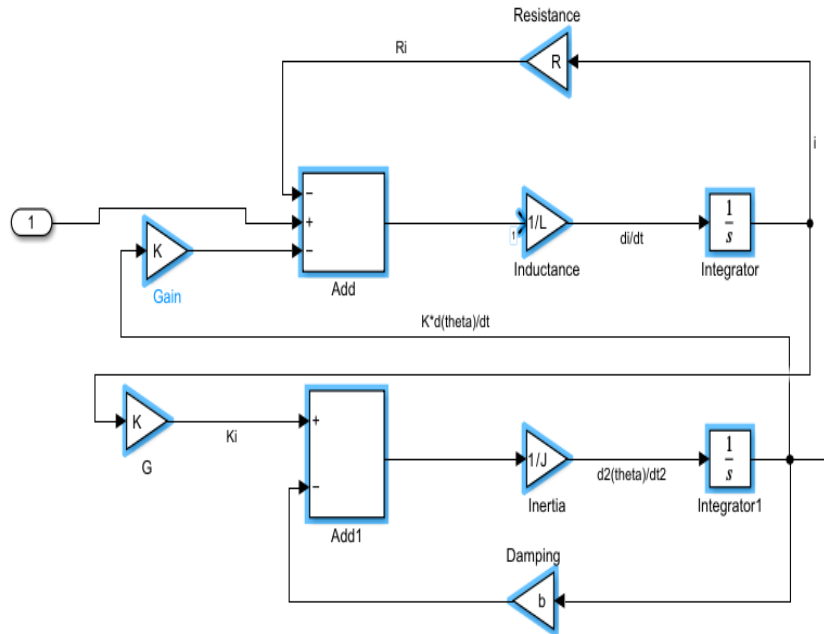 Resistance
Ri
R
i
−
1
+
−
K
Gain
Add
1
1/L
Inductance
di/dt
1
s
Integrator
K*d(theta)/dt
K
G
Ki
+
−
Add1
1/J
Inertia
d2(theta)/dt2
1
s
Integrator1
Damping
b